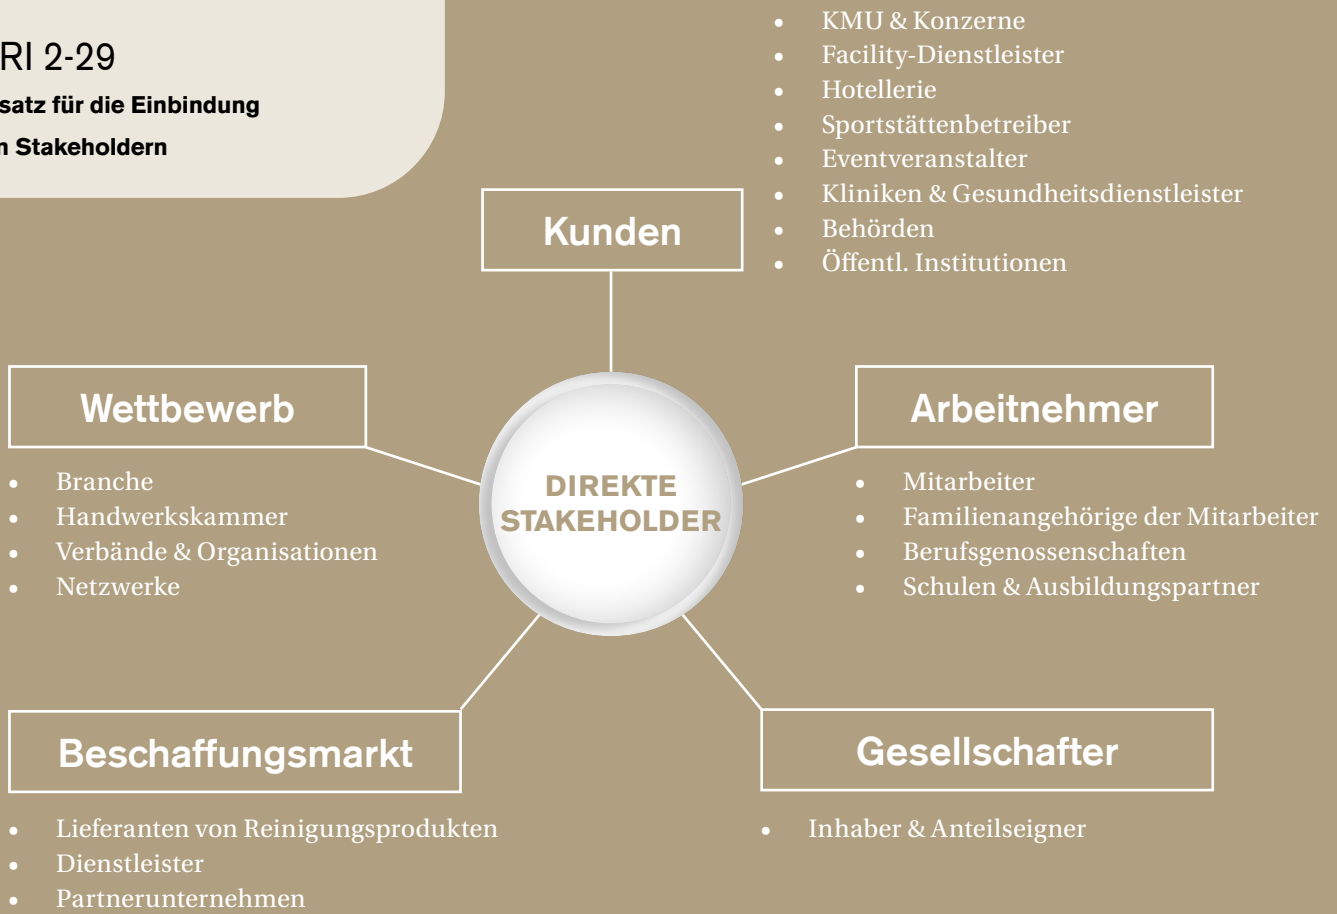 RI 2-29
satz für die Einbindung
n Stakeholdern
Kunden
• KMU & Konzerne
• Facility-Dienstleister
• Hotellerie
• Sportstättenbetreiber
• Eventveranstalter
• Kliniken & Gesundheitsdienstleister
• Behörden
• Öffentl. Institutionen
DIREKTE
STAKEHOLDER
Wettbewerb
• Branche
• Handwerkskammer
• Verbände & Organisationen
• Netzwerke
Arbeitnehmer
• Mitarbeiter
• Familienangehörige der Mitarbeiter
• Berufsgenossenschaften
• Schulen & Ausbildungspartner
Beschaffungsmarkt
• Lieferanten von Reinigungsprodukten
• Dienstleister
• Partnerunternehmen
Gesellschafter
• Inhaber & Anteilseigner